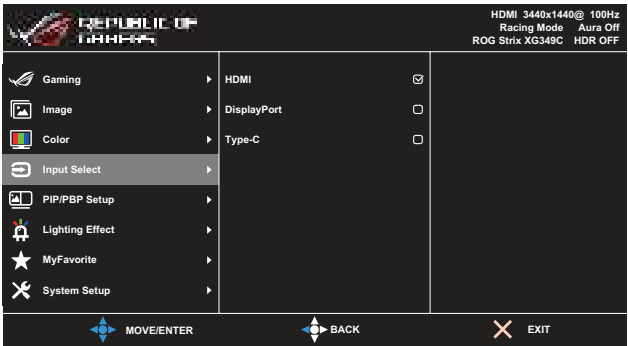 REPUBLIC OF
GAMERS
HDMI 3440x1440@ 100Hz
Racing Mode Aura Off
ROG Strix XG349C HDR OFF
Gaming
Image
Color
Input Select
PIP/PBP Setup
Lighting Effect
MyFavorite
System Setup
HDMI
DisplayPort
Type-C
MOVE/ENTER
BACK
EXIT